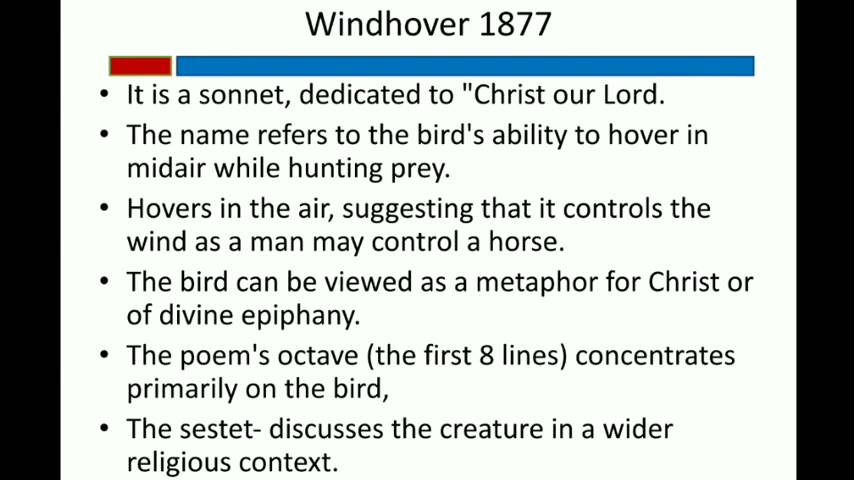 Windhover 1877
• It is a sonnet, dedicated to "Christ our Lord.
• The name refers to the bird's ability to hover in
midair while hunting prey.
• Hovers in the air, suggesting that it controls the
wind as a man may control a horse.
• The bird can be viewed as a metaphor for Christ or
of divine epiphany.
• The poem's octave (the first 8 lines) concentrates
primarily on the bird,
• The sestet- discusses the creature in a wider
religious context.